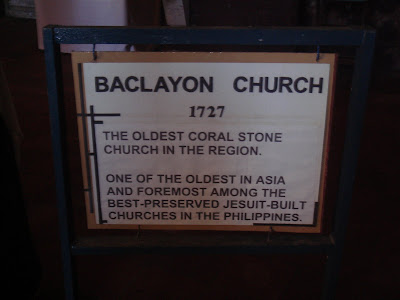 BACLAYON CHURCH
1727
THE OLDEST CORAL STONE
CHURCH IN THE REGION.
ONE OF THE OLDEST IN ASIA
AND FOREMOST AMONG THE
BEST-PRESERVED JESUIT-BUILT
CHURCHES IN THE PHILIPPINES.